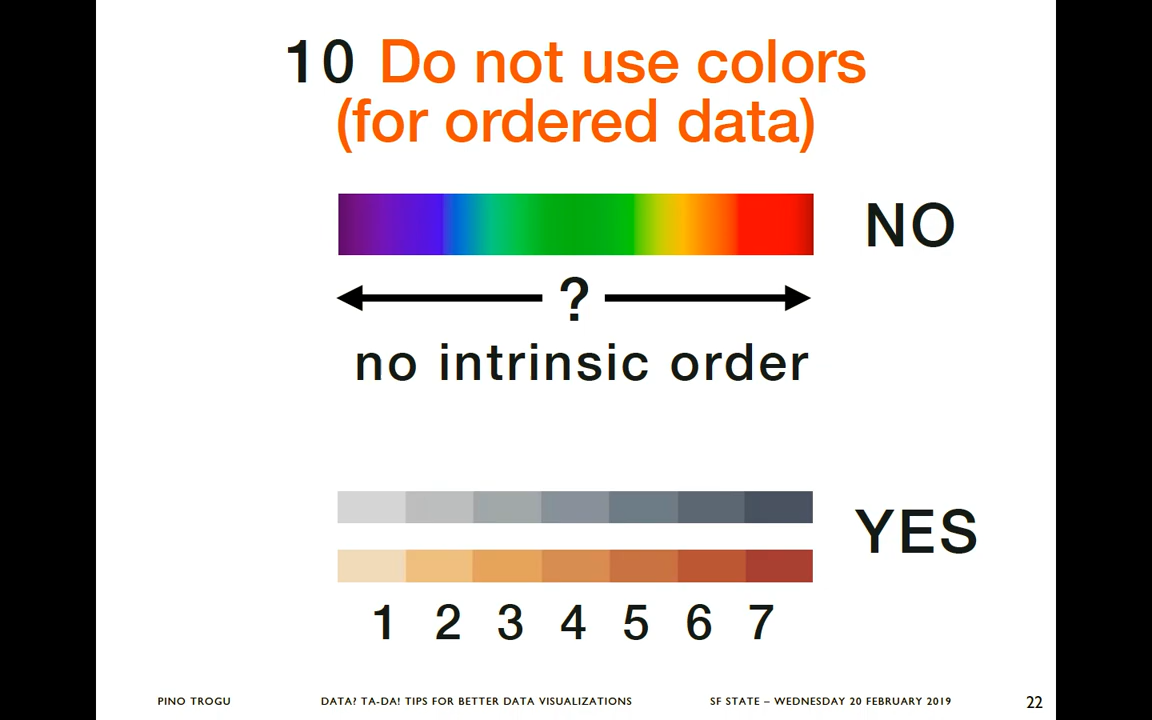 10 Do not use colors
(for ordered data)
NO
?
no intrinsic order
YES
1 2 3 4 5 6 7
PINO TROGU DATA? TA-DA! TIPS FOR BETTER DATA VISUALIZATIONS SF STATE – WEDNESDAY 20 FEBRUARY 2019 22